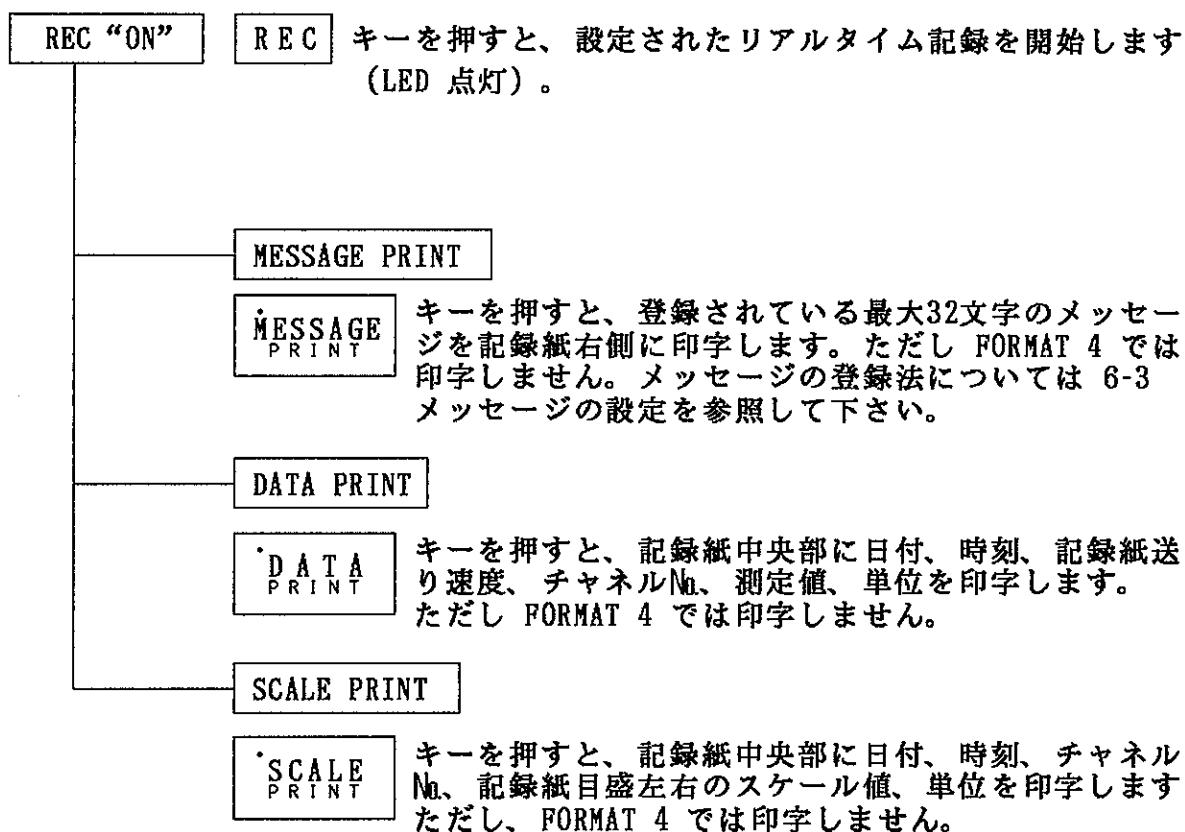 REC “ON”
REC キーを押すと、設定されたリアルタイム記録を開始します
(LED 点灯)。
MESSAGE PRINT
MESSAGE
PRINT
キーを押すと、登録されている最大32文字のメッセー
ジを記録紙右側に印字します。ただし FORMAT 4 では
印字しません。メッセージの登録法については 6-3
メッセージの設定を参照して下さい。
DATA PRINT
DATA
PRINT
キーを押すと、記録紙中央部に日付、時刻、記録紙送
り速度、チャネル№、測定値、単位を印字します。
ただし FORMAT 4 では印字しません。
SCALE PRINT
SCALE
PRINT
キーを押すと、記録紙中央部に日付、時刻、チャネル
№、記録紙目盛左右のスケール値、単位を印字します
ただし、FORMAT 4 では印字しません。